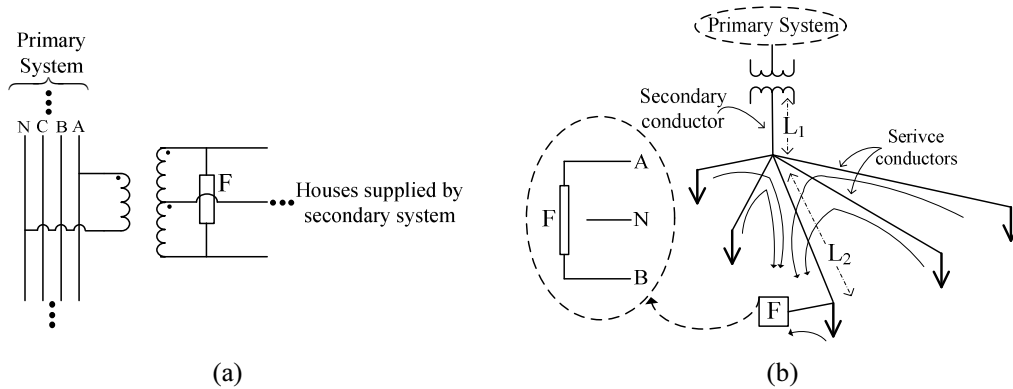 Primary
System
N C B A
F
Houses supplied by
secondary system
(a)
Primary System
Secondary
conductor
L1
Serivce
conductors
A
F
N
B
L2
F
(b)